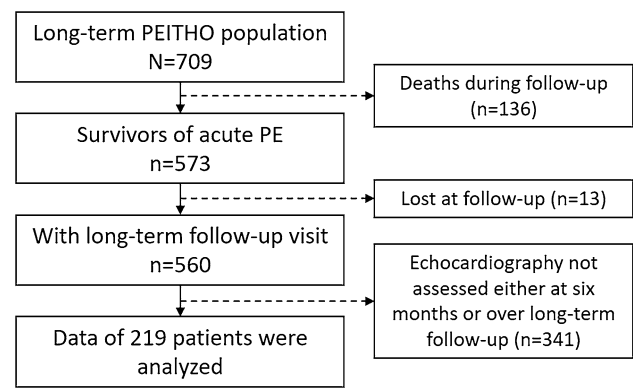 Long-term PEITHO population
N=709
Deaths during follow-up
(n=136)
Survivors of acute PE
n=573
Lost at follow-up (n=13)
With long-term follow-up visit
n=560
Echocardiography not
assessed either at six
months or over long-term
follow-up (n=341)
Data of 219 patients were
analyzed